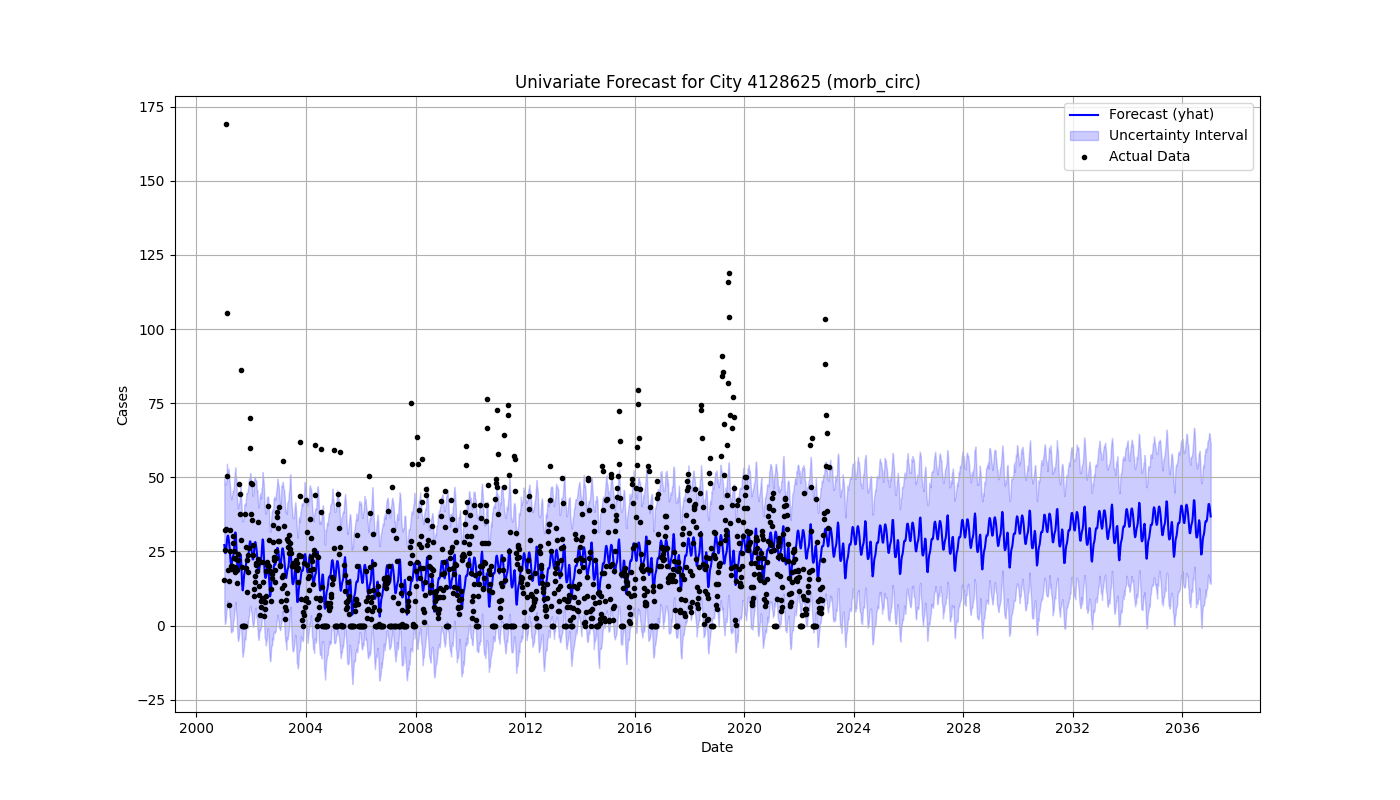 Univariate Forecast for City 4128625 (morb_circ)
Forecast (yhat)
Uncertainty Interval
Actual Data
175
150
125
100
75
50
25
0
−25
Cases
2000 2004 2008 2012 2016 2020 2024 2028 2032 2036
Date